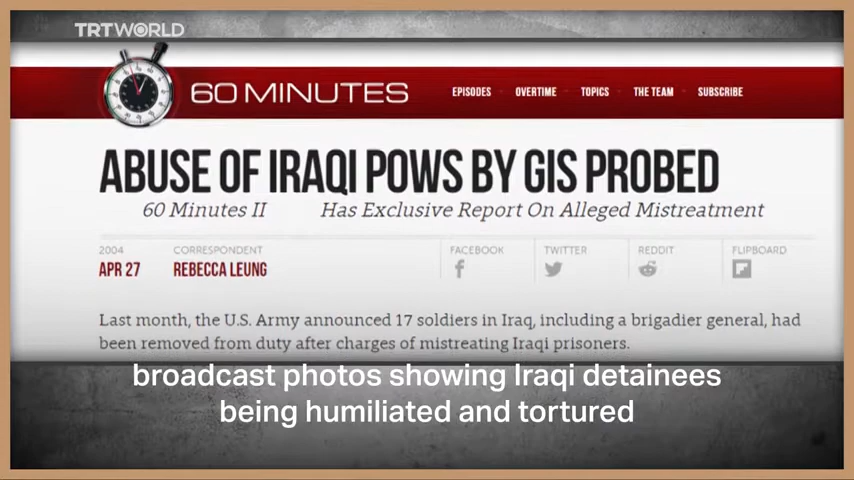 TRTWORLD
60 MINUTES
EPISODES OVERTIME TOPICS THE TEAM SUBSCRIBE
ABUSE OF IRAQI POWS BY GIS PROBED
60 Minutes II Has Exclusive Report On Alleged Mistreatment
2004 CORRESPONDENT FACEBOOK TWITTER REDDIT FLIPBOARD
APR 27 REBECCA LEUNG
Last month, the U.S. Army announced 17 soldiers in Iraq, including a brigadier general, had
been removed from duty after charges of mistreating Iraqi prisoners.
broadcast photos showing Iraqi detainees
being humiliated and tortured